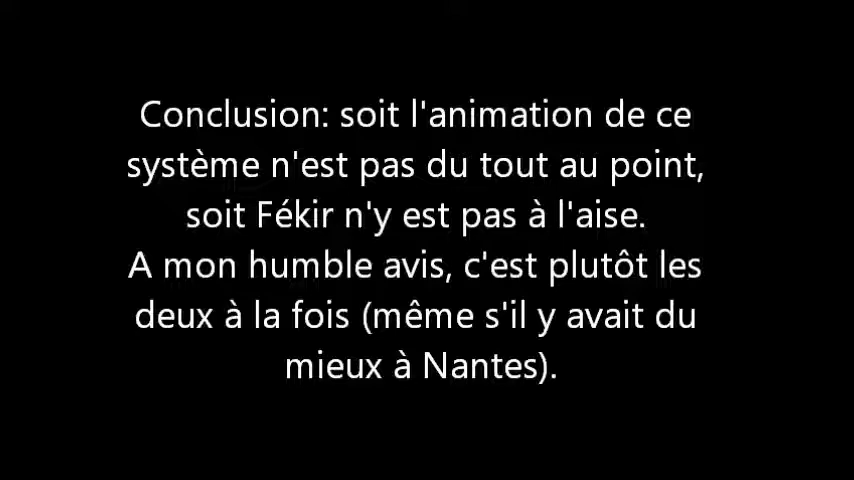 Conclusion: soit l'animation de ce
système n'est pas du tout au point,
soit Fékir n'y est pas à l'aise.
A mon humble avis, c'est plutôt les
deux à la fois (même s'il y avait du
mieux à Nantes).